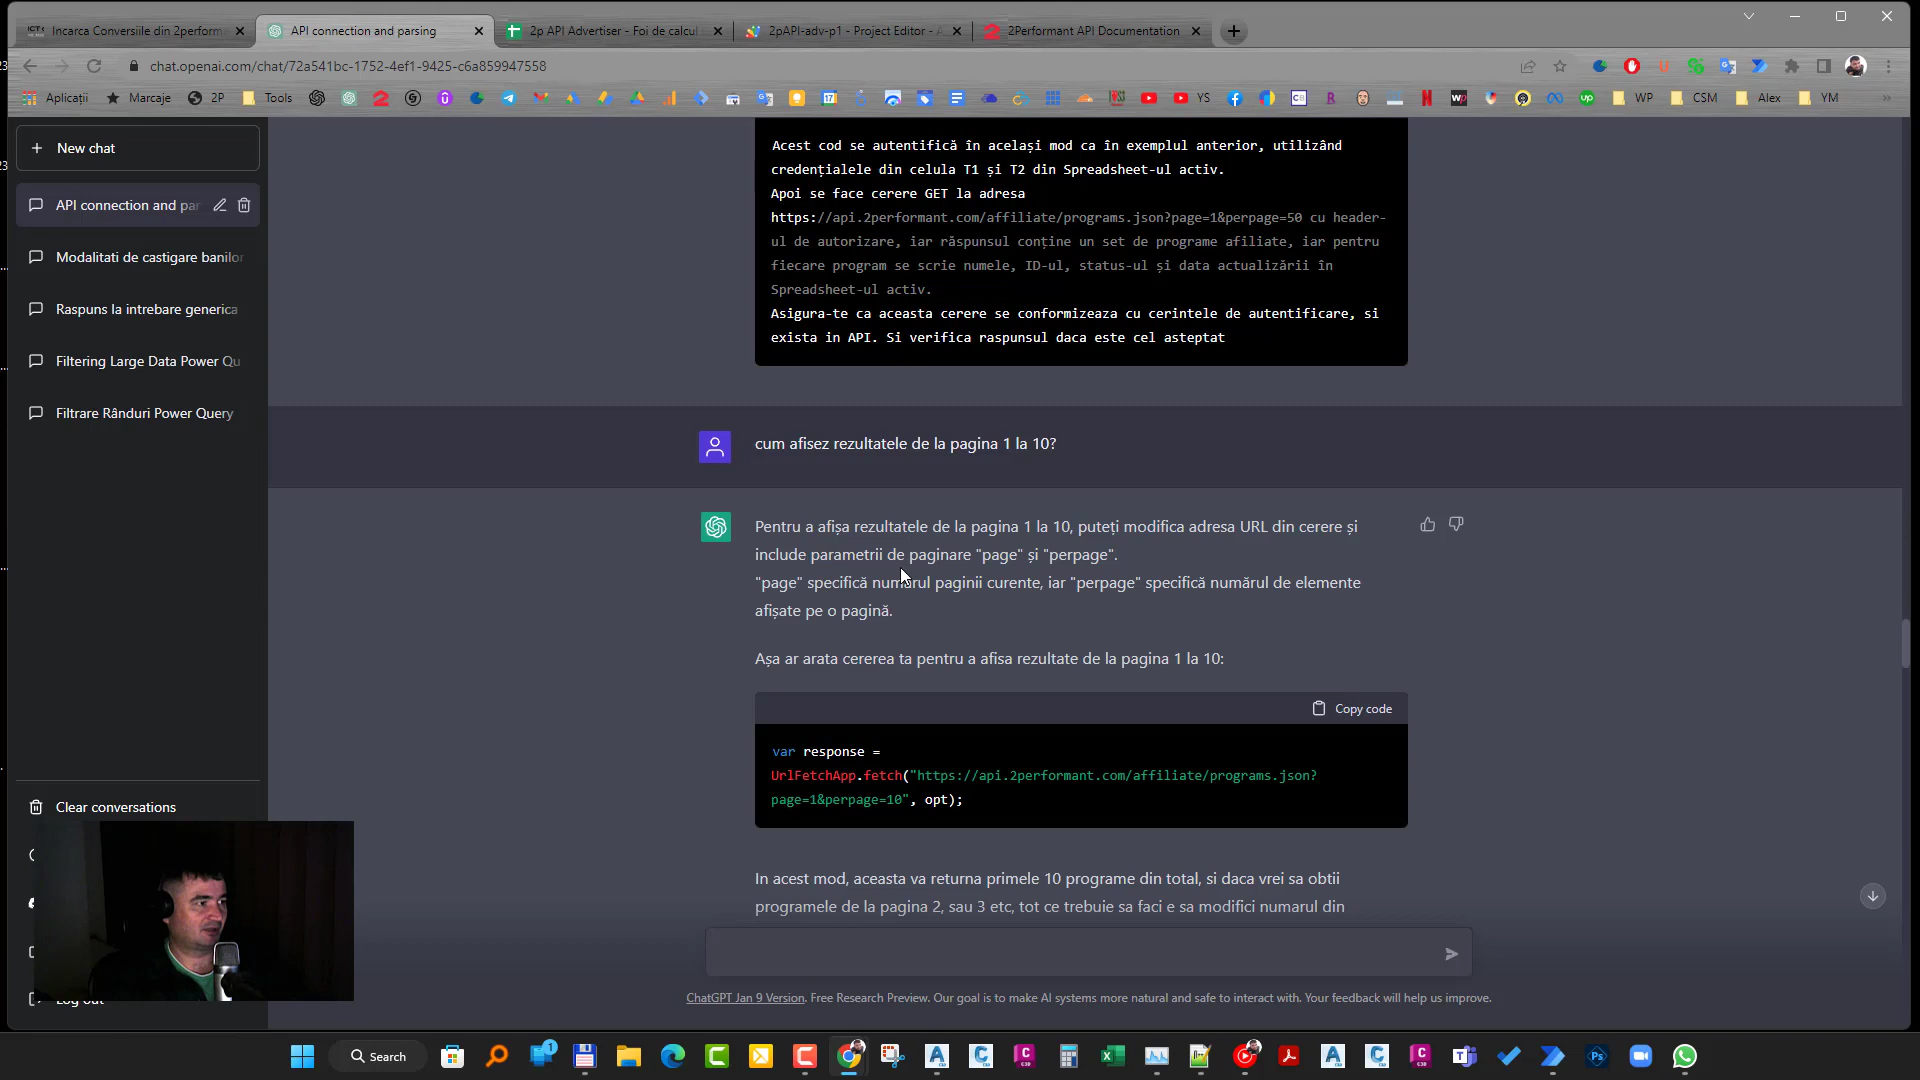 Incarca Conversiile din 2perform
API connection and parsing
2p API Advertiser - Foi de calcul
2pAPI-adv-p1 - Project Editor - A
2Performant API Documentation
chat.openai.com/chat/72a541bc-1752-4ef1-9425-c6a859947558
Aplicații
Marcaje
2P
Tools
YS
WP
CSM
Alex
YM
New chat
API connection and par
Modalitati de castigare banilor
Raspuns la intrebare generica
Filtering Large Data Power Qu
Filtrare Rânduri Power Query
Clear conversations
Log out
Acest cod se autentifică în același mod ca în exemplul anterior, utilizând
credențialele din celula T1 și T2 din Spreadsheet-ul activ.
Apoi se face cerere GET la adresa
https://api.2performant.com/affiliate/programs.json?page=1&perpage=50 cu header-
ul de autorizare, iar răspunsul conține un set de programe afiliate, iar pentru
fiecare program se scrie numele, ID-ul, status-ul și data actualizării în
Spreadsheet-ul activ.
Asigura-te ca aceasta cerere se conformizeaza cu cerintele de autentificare, si
exista in API. Si verifica raspunsul daca este cel asteptat
cum afisez rezultatele de la pagina 1 la 10?
Pentru a afișa rezultatele de la pagina 1 la 10, puteți modifica adresa URL din cerere și
include parametrii de paginare "page" și "perpage".
"page" specifică numărul paginii curente, iar "perpage" specifică numărul de elemente
afișate pe o pagină.
Așa ar arata cererea ta pentru a afisa rezultate de la pagina 1 la 10:
Copy code
var response =
UrlFetchApp.fetch("https://api.2performant.com/affiliate/programs.json?
page=1&perpage=10", opt);
In acest mod, aceasta va returna primele 10 programe din total, si daca vrei sa obtii
programele de la pagina 2, sau 3 etc, tot ce trebuie sa faci e sa modifici numarul din
ChatGPT Jan 9 Version. Free Research Preview. Our goal is to make AI systems more natural and safe to interact with. Your feedback will help us improve.
Search